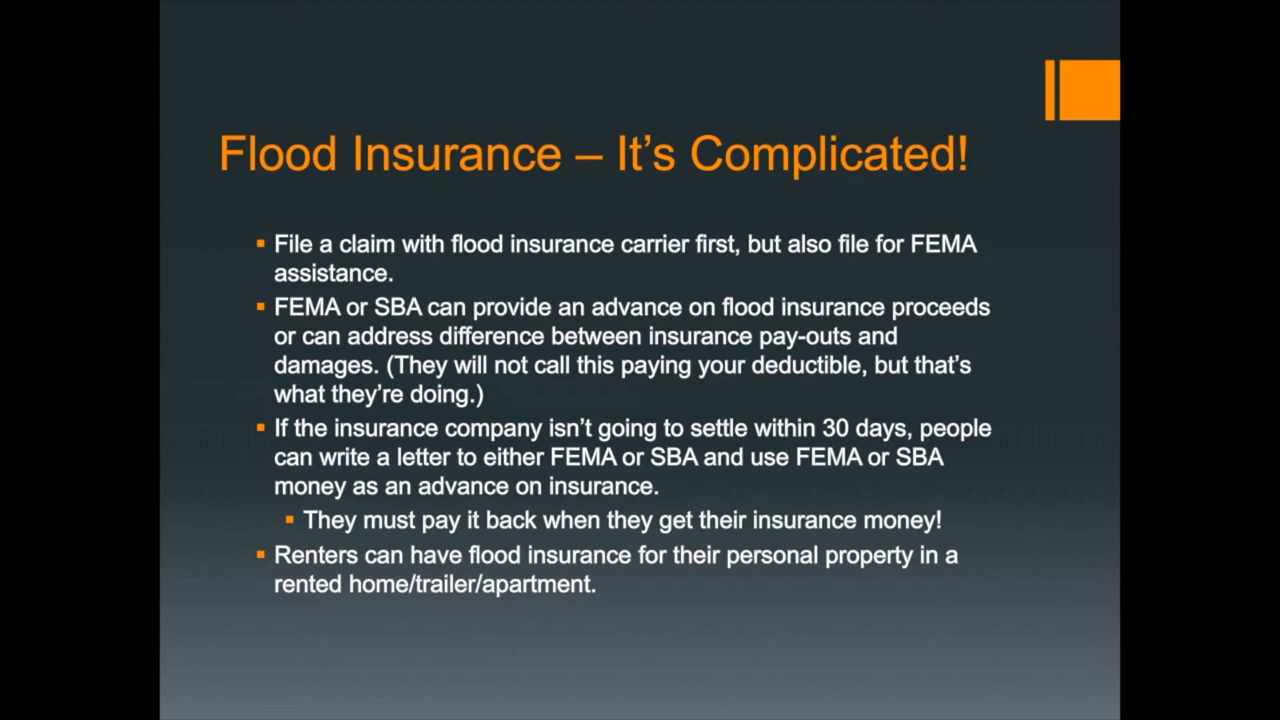 Flood Insurance – It’s Complicated!
▪ File a claim with flood insurance carrier first, but also file for FEMA
assistance.
▪ FEMA or SBA can provide an advance on flood insurance proceeds
or can address difference between insurance pay-outs and
damages. (They will not call this paying your deductible, but that’s
what they’re doing.)
▪ If the insurance company isn’t going to settle within 30 days, people
can write a letter to either FEMA or SBA and use FEMA or SBA
money as an advance on insurance.
▪ They must pay it back when they get their insurance money!
▪ Renters can have flood insurance for their personal property in a
rented home/trailer/apartment.